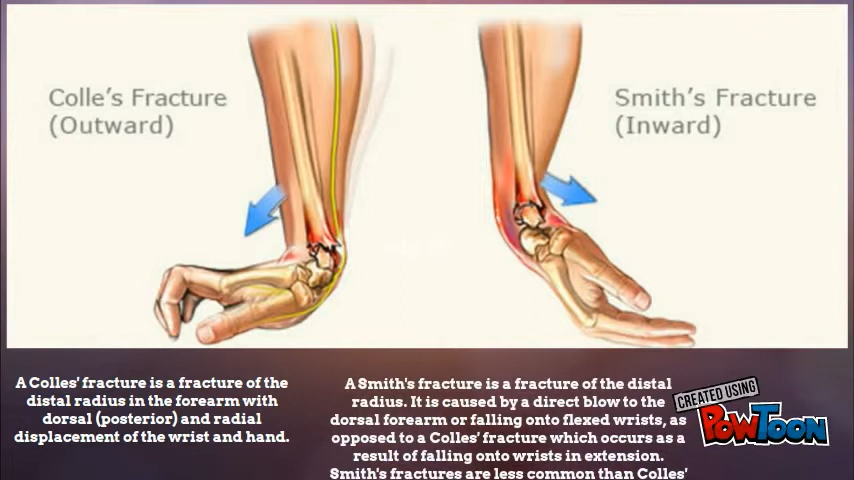 Colle's Fracture
(Outward)
Smith's Fracture
(Inward)
A Colles' fracture is a fracture of the
distal radius in the forearm with
dorsal (posterior) and radial
displacement of the wrist and hand.
A Smith's fracture is a fracture of the distal
radius. It is caused by a direct blow to the
dorsal forearm or falling onto flexed wrists, as
opposed to a Colles' fracture which occurs as a
result of falling onto wrists in extension.
Smith's fractures are less common than Colles'
CREATED USING
POWTOON